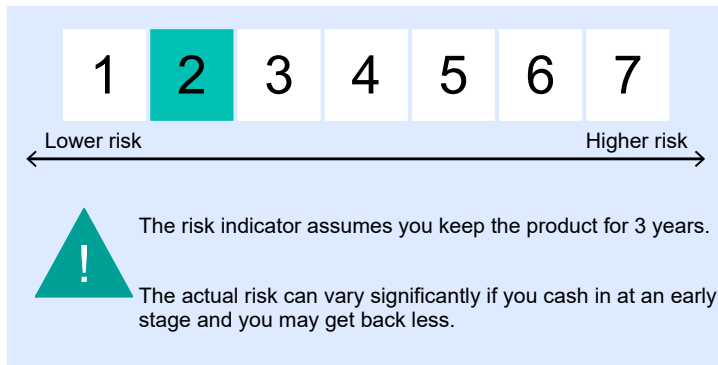 1 2 3 4 5 6 7
Lower risk Higher risk
The risk indicator assumes you keep the product for 3 years.
!
The actual risk can vary significantly if you cash in at an early
stage and you may get back less.